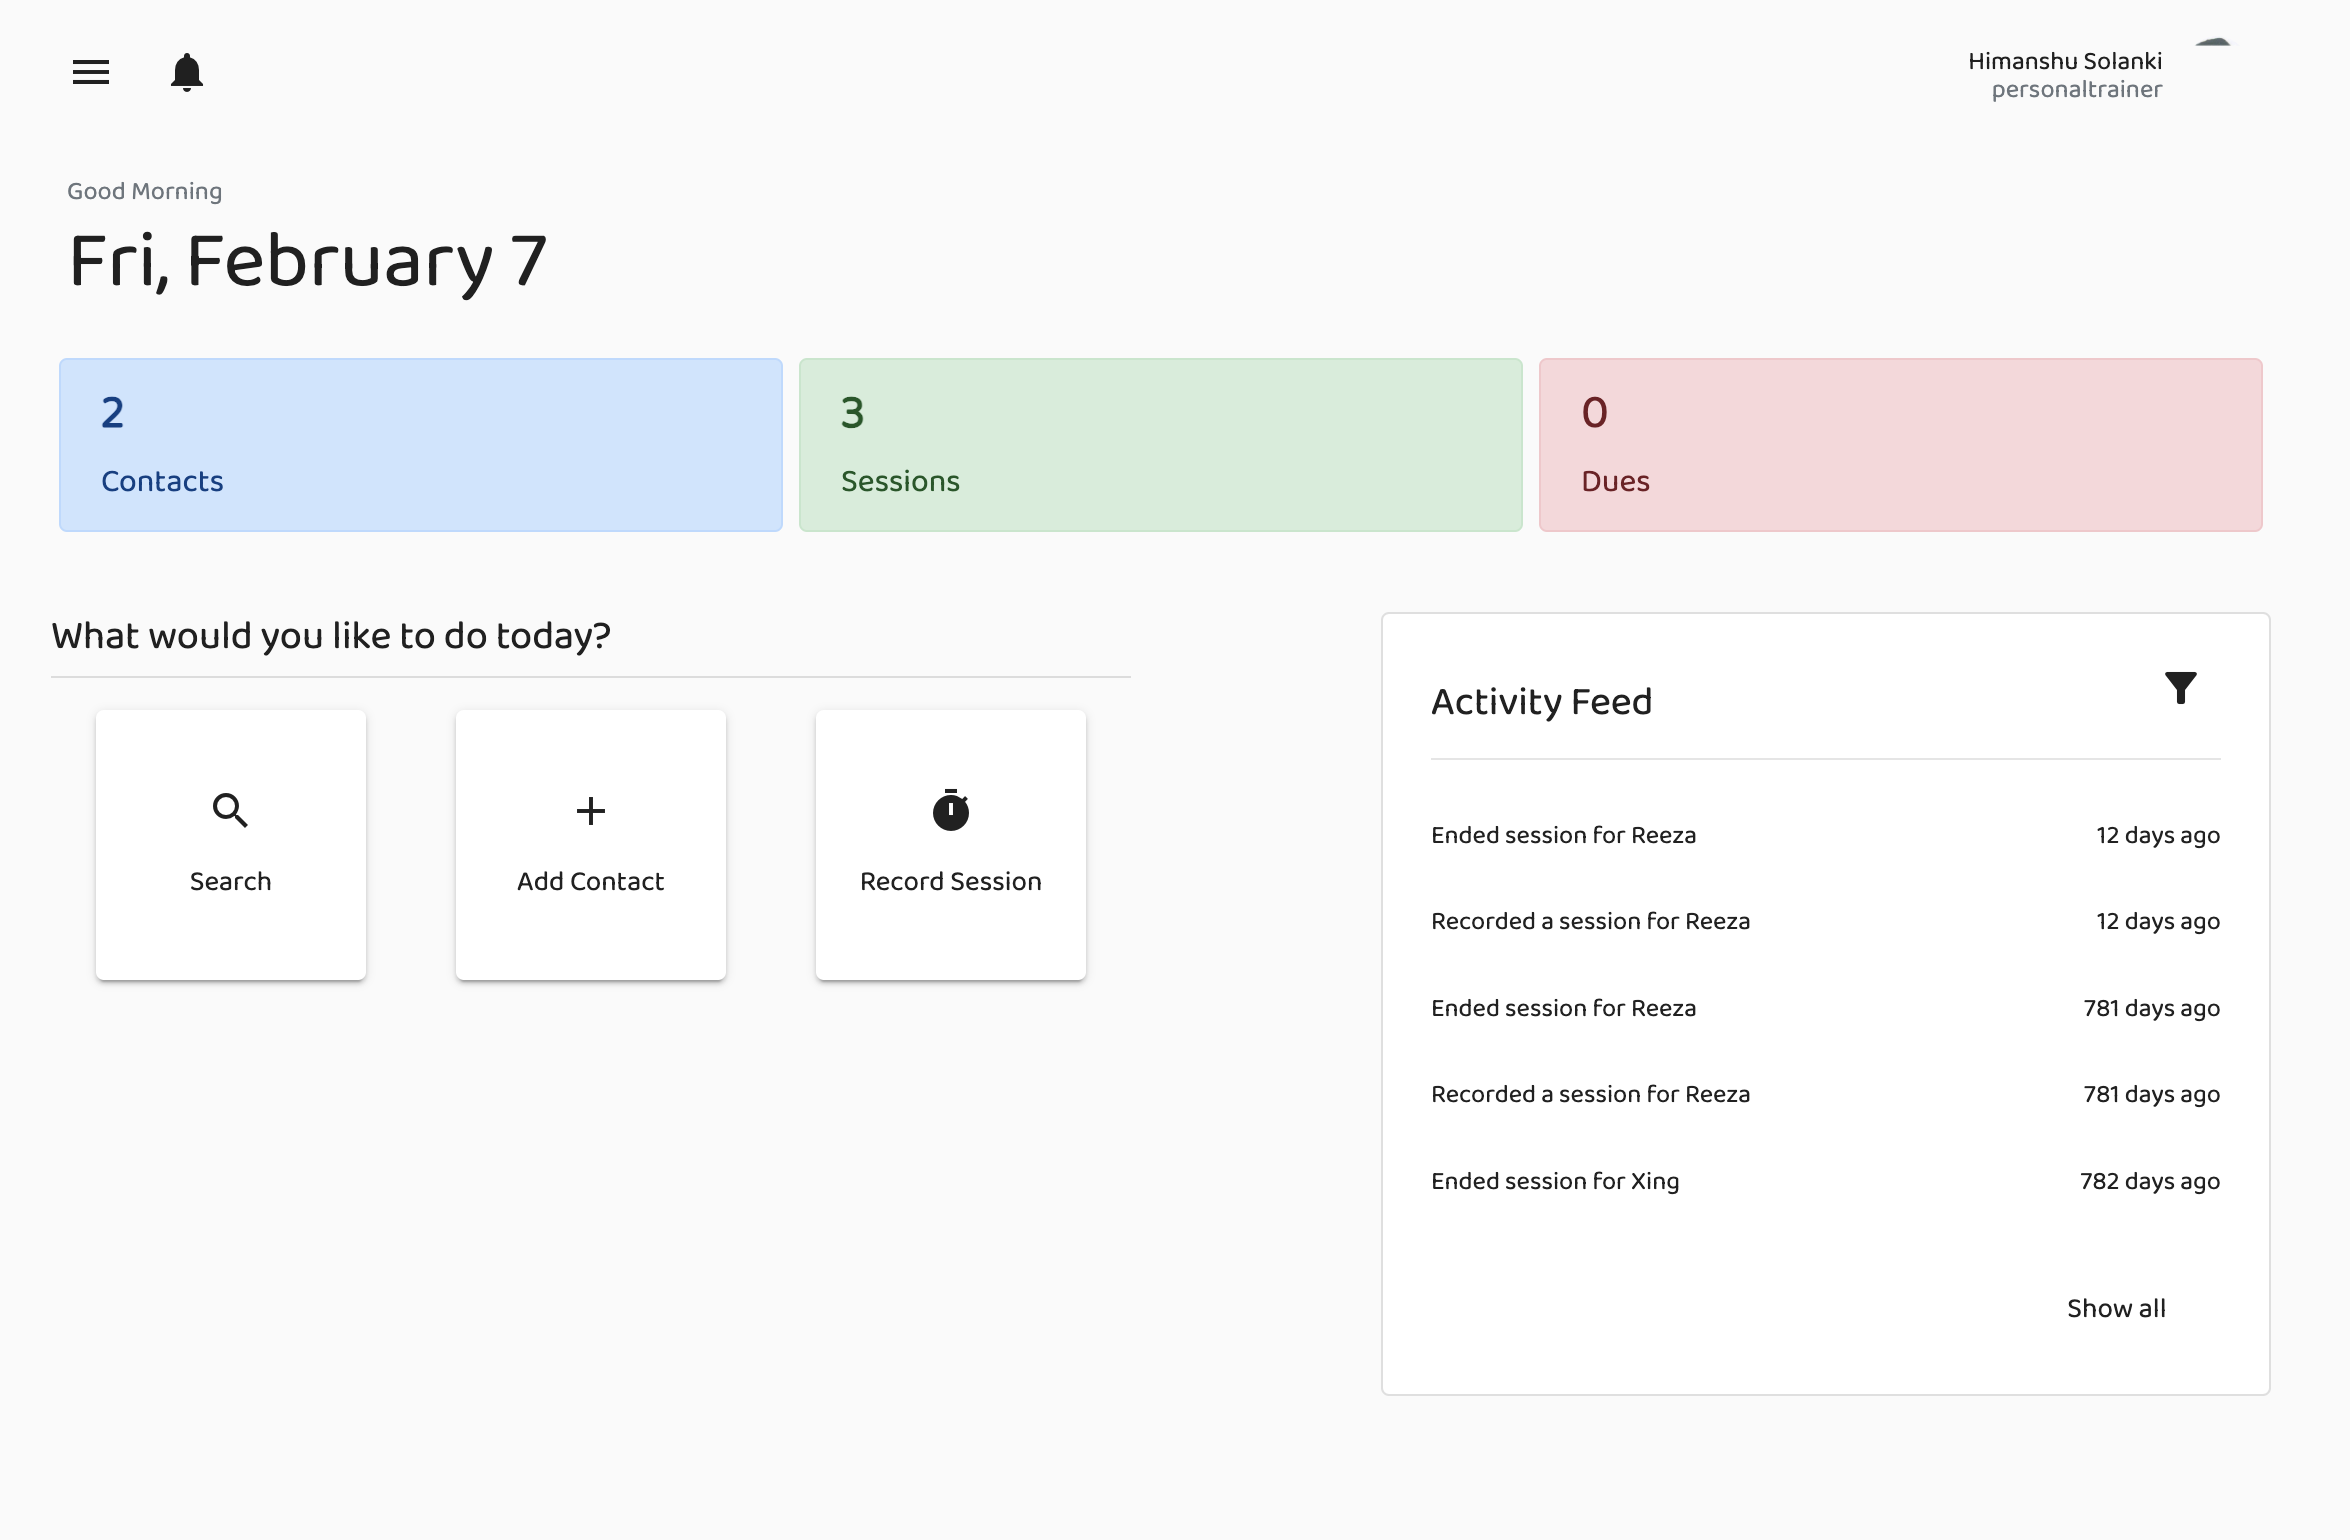 Himanshu Solanki
personaltrainer
Good Morning
Fri, February 7
2
Contacts
3
Sessions
0
Dues
What would you like to do today?
Search
Add Contact
Record Session
Activity Feed
Ended session for Reeza 12 days ago
Recorded a session for Reeza 12 days ago
Ended session for Reeza 781 days ago
Recorded a session for Reeza 781 days ago
Ended session for Xing 782 days ago
Show all